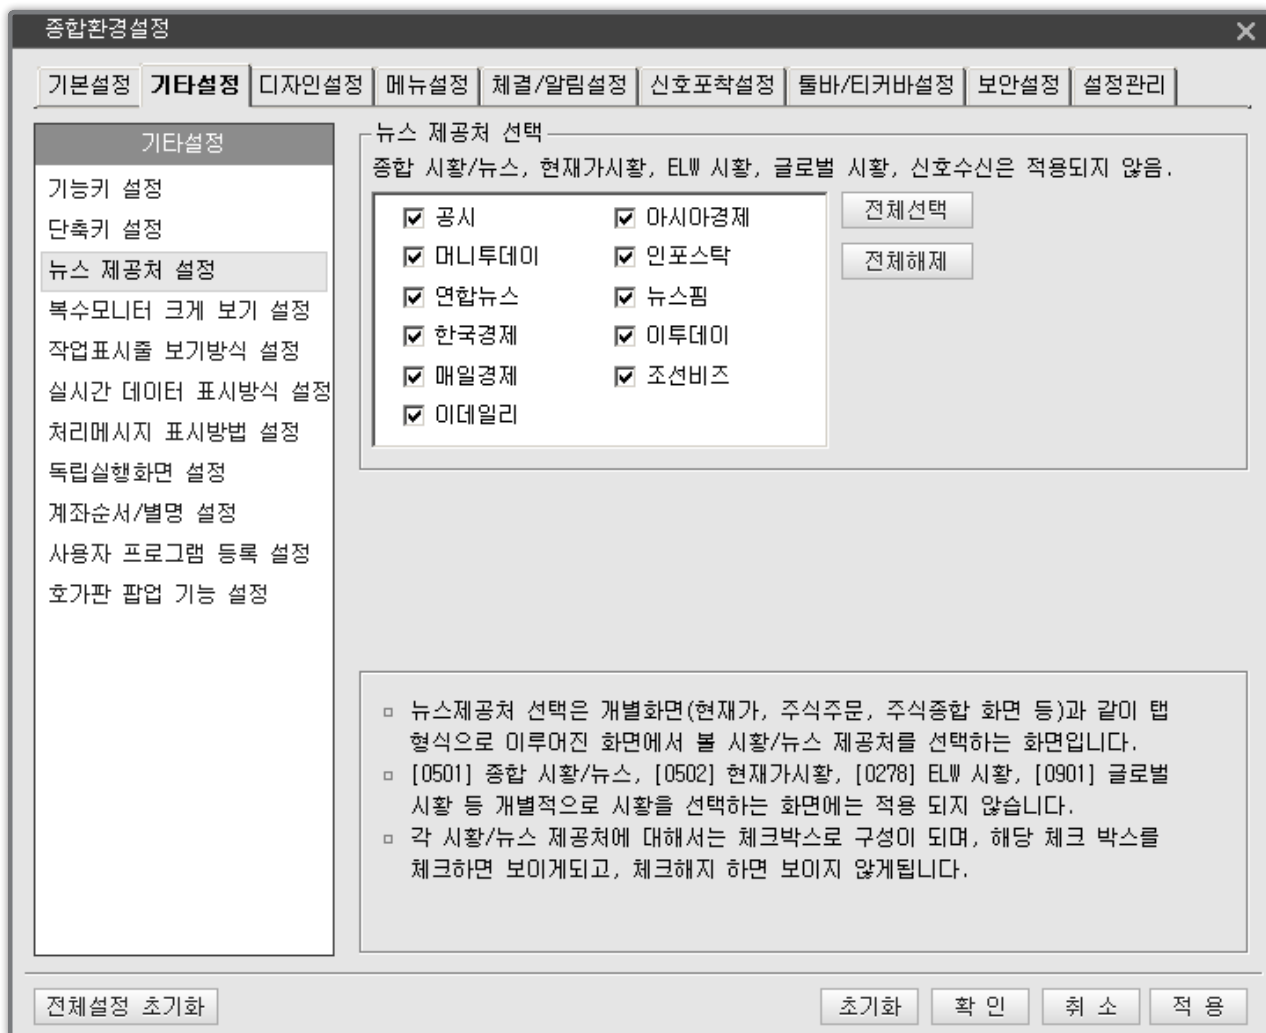 종합환경설정
기본설정 기타설정 디자인설정 메뉴설정 체결/알림설정 신호포착설정 툴바/티커바설정 보안설정 설정관리
기타설정
기능키 설정
단축키 설정
뉴스 제공처 설정
복수모니터 크게 보기 설정
작업표시줄 보기방식 설정
실시간 데이터 표시방식 설정
처리메시지 표시방법 설정
독립실행화면 설정
계좌순서/별명 설정
사용자 프로그램 등록 설정
호가판 팝업 기능 설정
뉴스 제공처 선택
종합 시황/뉴스, 현재가시황, ELW 시황, 글로벌 시황, 신호수신은 적용되지 않음.
공시 아시아경제
머니투데이 인포스탁
연합뉴스 뉴스핌
한국경제 이투데이
매일경제 조선비즈
이데일리
전체선택
전체해제
뉴스제공처 선택은 개별화면(현재가, 주식주문, 주식종합 화면 등)과 같이 탭
형식으로 이루어진 화면에서 볼 시황/뉴스 제공처를 선택하는 화면입니다.
[0501] 종합 시황/뉴스, [0502] 현재가시황, [0278] ELW 시황, [0901] 글로벌
시황 등 개별적으로 시황을 선택하는 화면에는 적용 되지 않습니다.
각 시황/뉴스 제공처에 대해서는 체크박스로 구성이 되며, 해당 체크 박스를
체크하면 보이게되고, 체크해지 하면 보이지 않게됩니다.
전체설정 초기화 초기화 확 인 취 소 적 용